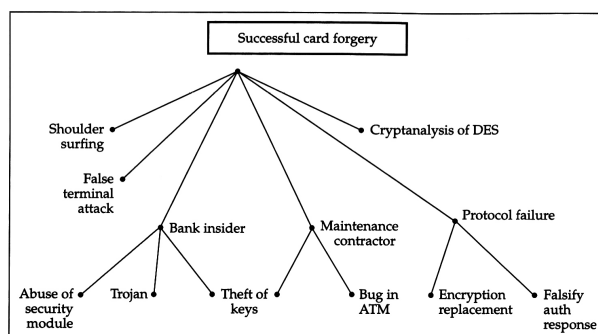 Successful card forgery
Shoulder
surfing
Cryptanalysis of DES
False
terminal
attack
Bank insider
Maintenance
contractor
Protocol failure
Abuse of
security
module
Trojan
Theft of
keys
Bug in
ATM
Encryption
replacement
Falsify
auth
response